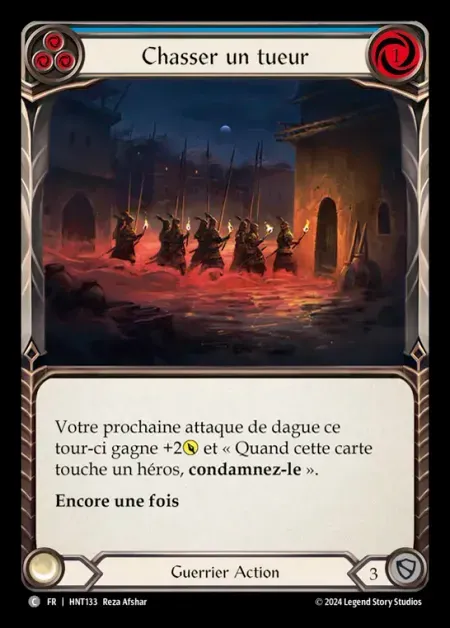 Chasser un tueur
1
Votre prochaine attaque de dague ce
tour-ci gagne +2 et « Quand cette carte
touche un héros, condamnez-le ».
Encore une fois
Guerrier Action
3
C FR | HNT133 Reza Afshar
© 2024 Legend Story Studios